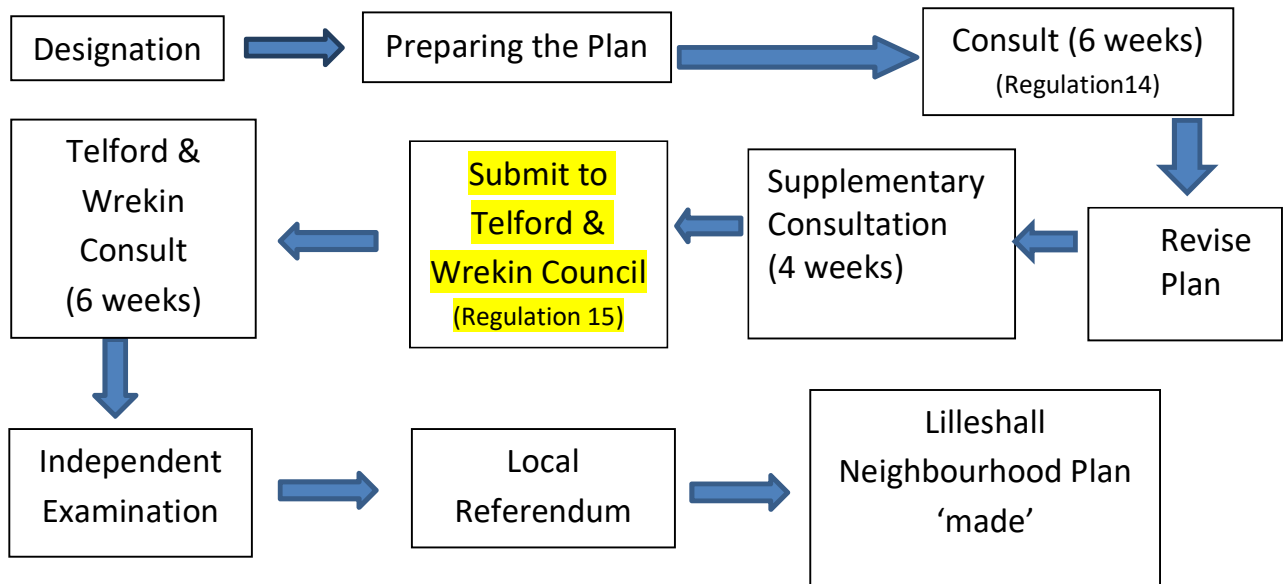 Designation
Preparing the Plan
Consult (6 weeks)
(Regulation14)
Revise
Plan
Supplementary
Consultation
(4 weeks)
Submit to
Telford &
Wrekin Council
(Regulation 15)
Telford &
Wrekin
Consult
(6 weeks)
Independent
Examination
Local
Referendum
Lilleshall
Neighbourhood Plan
‘made’